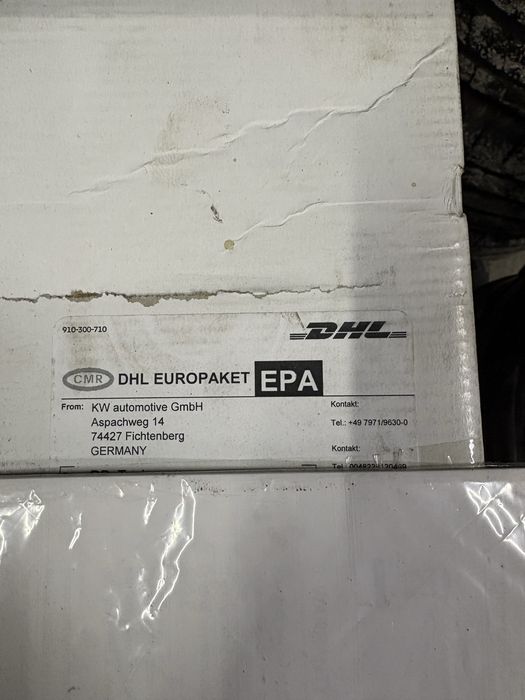 910-300-710
DHL
CMR DHL EUROPAKET EPA
From: KW automotive GmbH
Aspachweg 14
74427 Fichtenberg
GERMANY
Kontakt:
Tel.: +49 7971/9630-0
Kontakt: